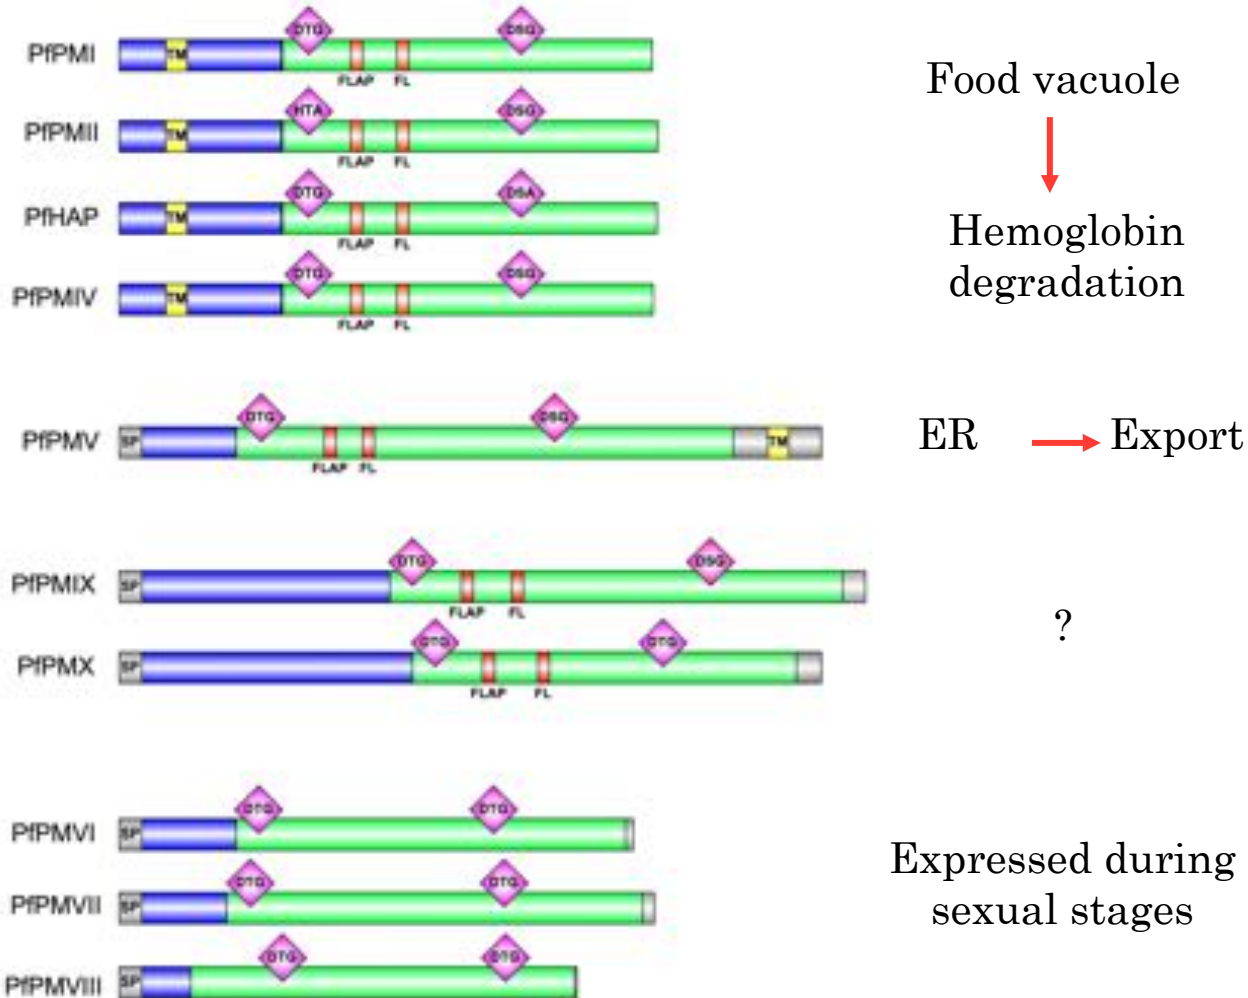 DTG DSG
PfPMI TM
FLAP FL
HTA DSG
PfPMII TM
FLAP FL
DTG DSA
PfHAP TM
FLAP FL
DTG DSG
PfPMIV TM
FLAP FL
Food vacuole
Hemoglobin
degradation
DTG DSG
PfPMV SP TM
FLAP FL
ER Export
DTG DSG
PfPMIX SP
FLAP FL
DTG DTG
PfPMX SP
FLAP FL
?
DTG DTG
PfPMVI SP
DTG DTG
PfPMVII SP
DTG DTG
PfPMVIII SP
Expressed during
sexual stages